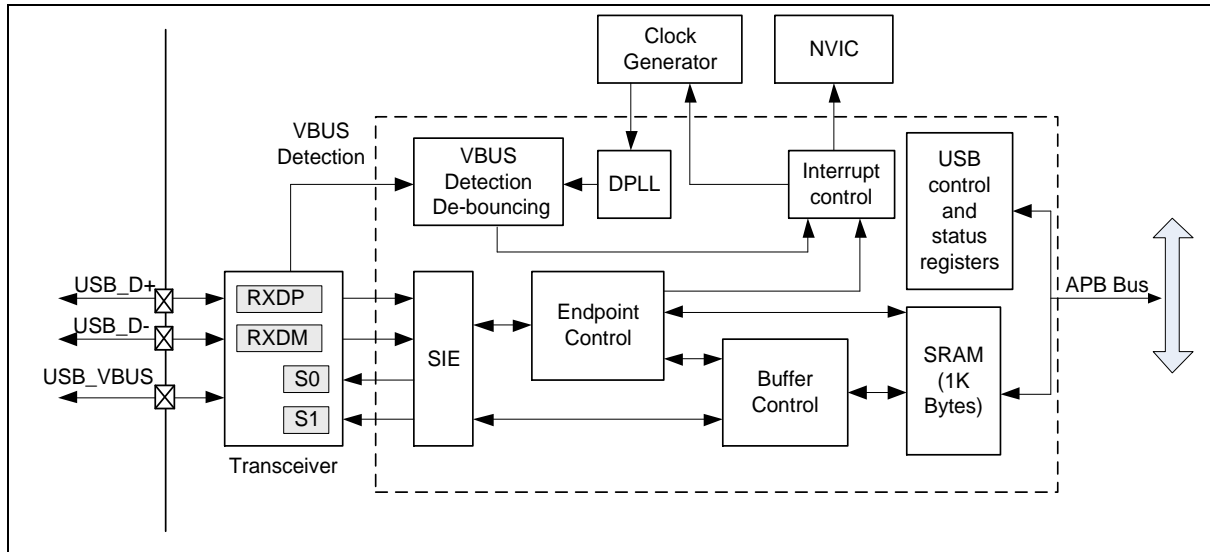 Clock
Generator
NVIC
VBUS
Detection
VBUS
Detection
De-bouncing
DPLL
Interrupt
control
USB
control
and
status
registers
USB_D+
USB_D-
USB_VBUS
RXDP
RXDM
S0
S1
Transceiver
SIE
Endpoint
Control
Buffer
Control
SRAM
(1K
Bytes)
APB Bus